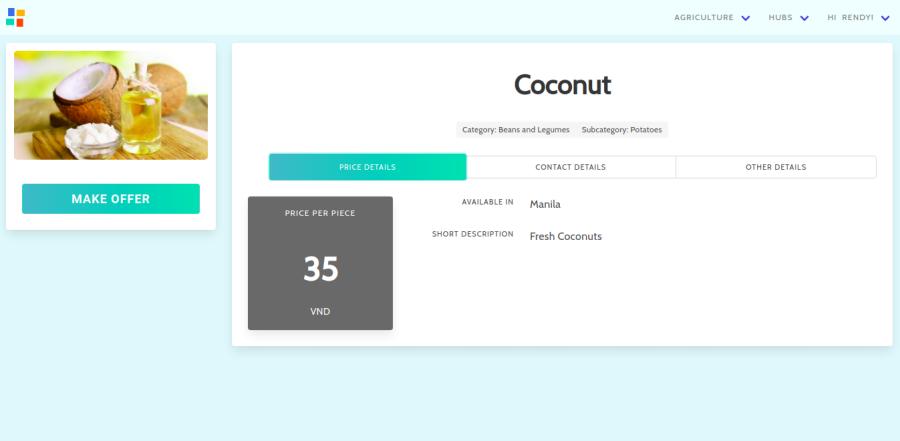 AGRICULTURE HUBS HI RENDYI
MAKE OFFER
Coconut
Category: Beans and Legumes Subcategory: Potatoes
PRICE DETAILS CONTACT DETAILS OTHER DETAILS
PRICE PER PIECE
35
VND
AVAILABLE IN Manila
SHORT DESCRIPTION Fresh Coconuts